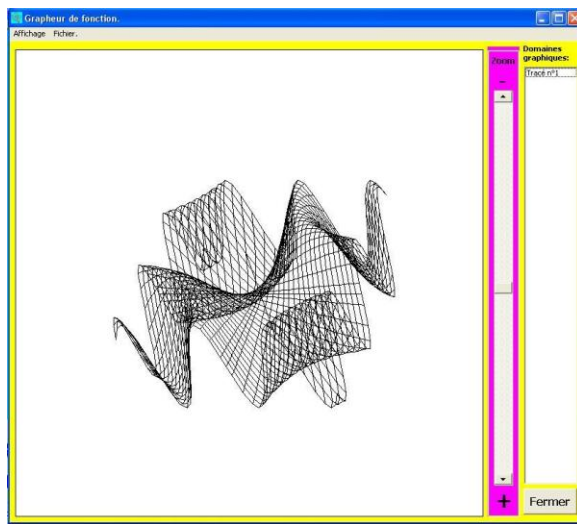 Grapheur de fonction.
Affichage Fichier.
Zoom
-
+
Domaines
graphiques:
Tracé n°1
Fermer